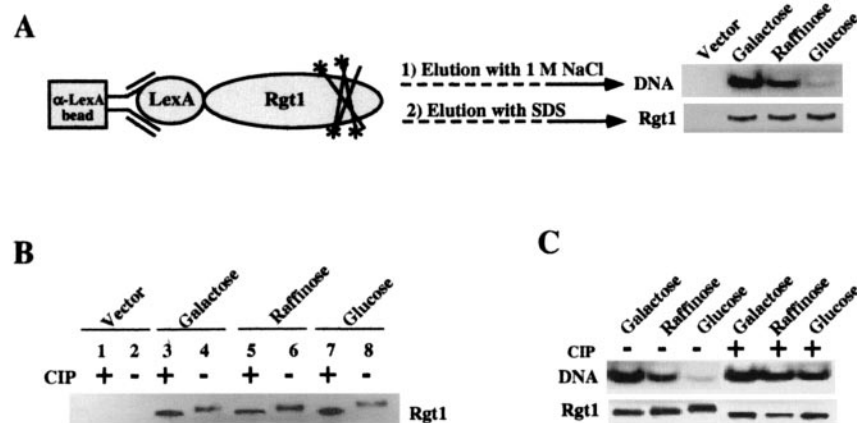 A
α-LexA
bead
LexA
Rgt1
1) Elution with 1 M NaCl
2) Elution with SDS
Vector
Galactose
Raffinose
Glucose
DNA
Rgt1
B
Vector
Galactose
Raffinose
Glucose
1 2 3 4 5 6 7 8
CIP + - + - + - + -
Rgt1
C
Galactose
Raffinose
Glucose
Galactose
Raffinose
Glucose
CIP - - - + + +
DNA
Rgt1